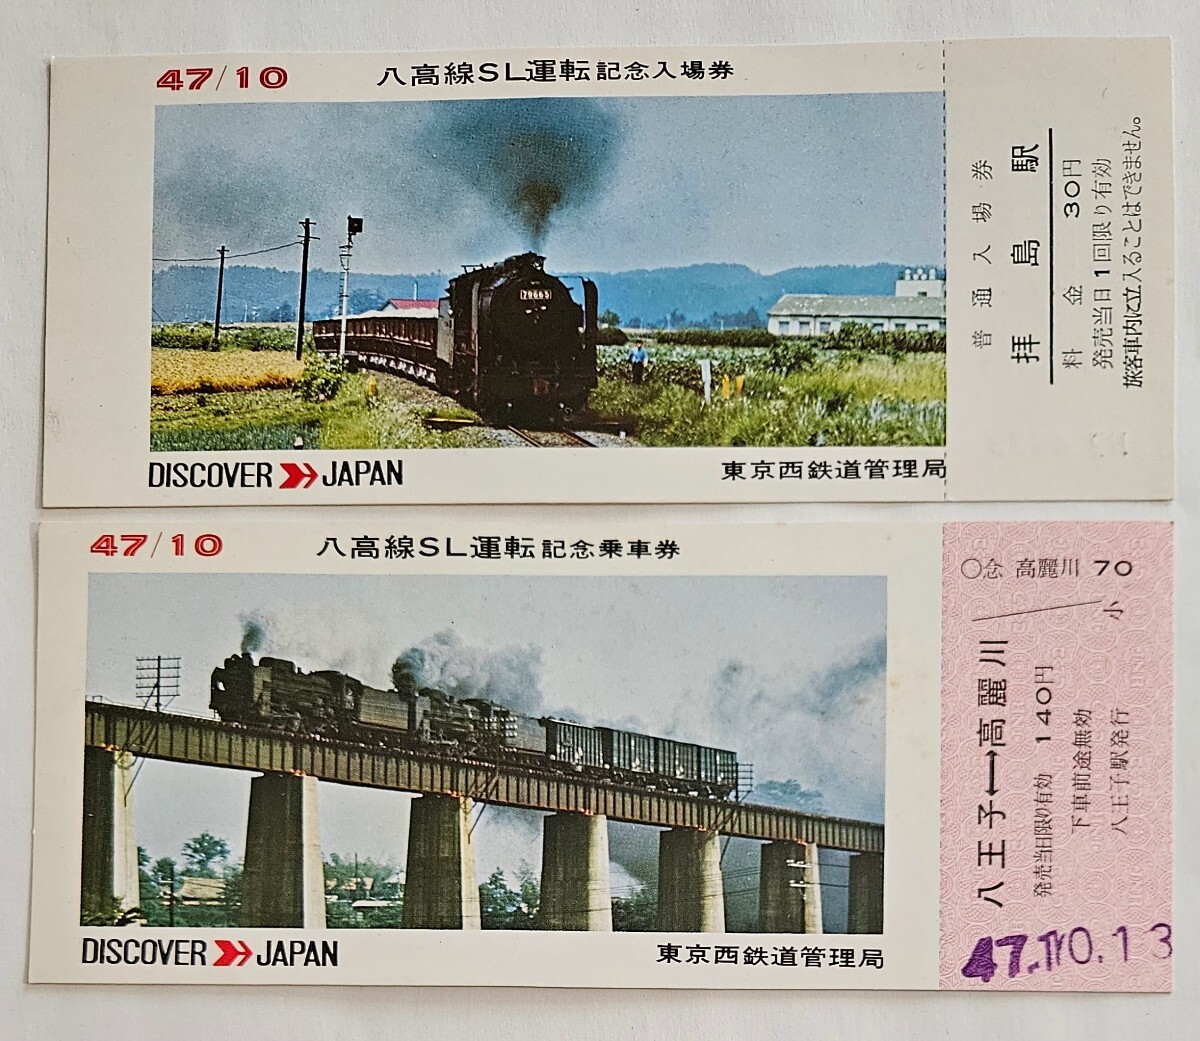 47/10
八高線SL運転記念入場券
79665
DISCOVER JAPAN
東京西鉄道管理局
普通入場券
拝島駅
料金 30円
発売当日1回限り有効
旅客車内に立入ることはできません。
47/10
八高線SL運転記念乗車券
DISCOVER JAPAN
東京西鉄道管理局
〇念 高麗川 70
小
八王子⟷高麗川
発売当日限り有効 140円
下車前途無効
八王子駅発行
47.10.13